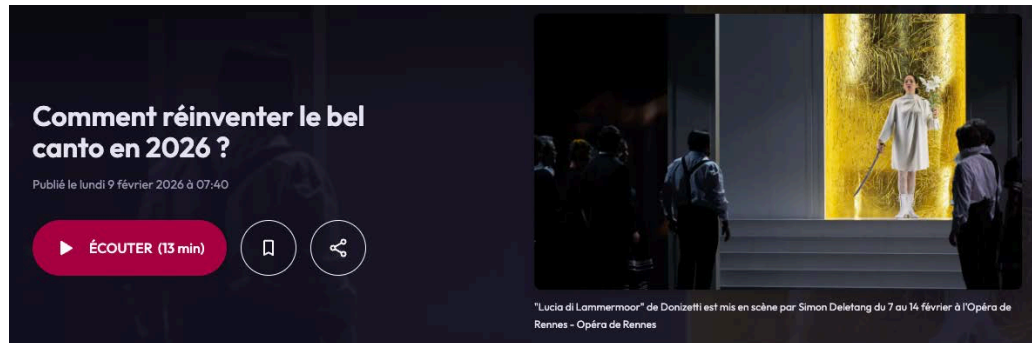 Comment réinventer le bel
canto en 2026 ?
Publié le lundi 9 février 2026 à 07:40
ÉCOUTER (13 min)
"Lucia di Lammermoor" de Donizetti est mis en scène par Simon Deletang du 7 au 14 février à l'Opéra de
Rennes - Opéra de Rennes